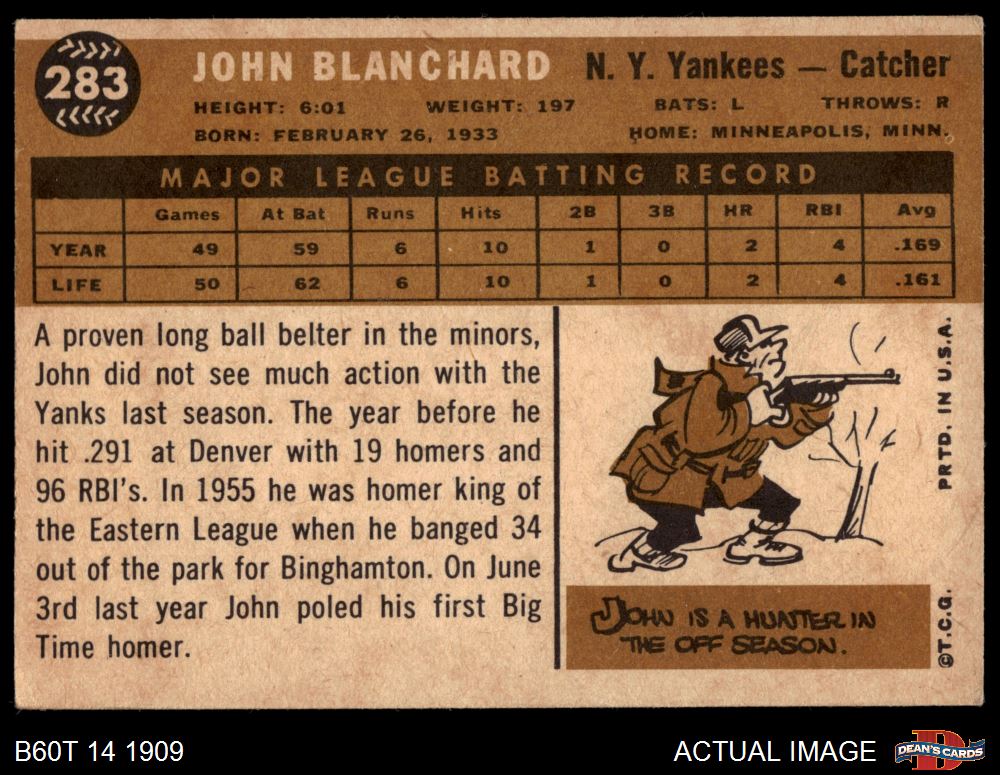 283
JOHN BLANCHARD N. Y. Yankees — Catcher
HEIGHT: 6:01 WEIGHT: 197 BATS: L THROWS: R
BORN: FEBRUARY 26, 1933 HOME: MINNEAPOLIS, MINN.
MAJOR LEAGUE BATTING RECORD
Games At Bat Runs Hits 2B 3B HR RBI Avg
YEAR 49 59 6 10 1 0 2 4 .169
LIFE 50 62 6 10 1 0 2 4 .161
A proven long ball belter in the minors,
John did not see much action with the
Yanks last season. The year before he
hit .291 at Denver with 19 homers and
96 RBI's. In 1955 he was homer king of
the Eastern League when he banged 34
out of the park for Binghamton. On June
3rd last year John poled his first Big
Time homer.
JOHN IS A HUNTER IN
THE OFF SEASON.
©T.C.G. PRTD. IN U.S.A.
B60T 14 1909
ACTUAL IMAGE
DEAN'S CARDS